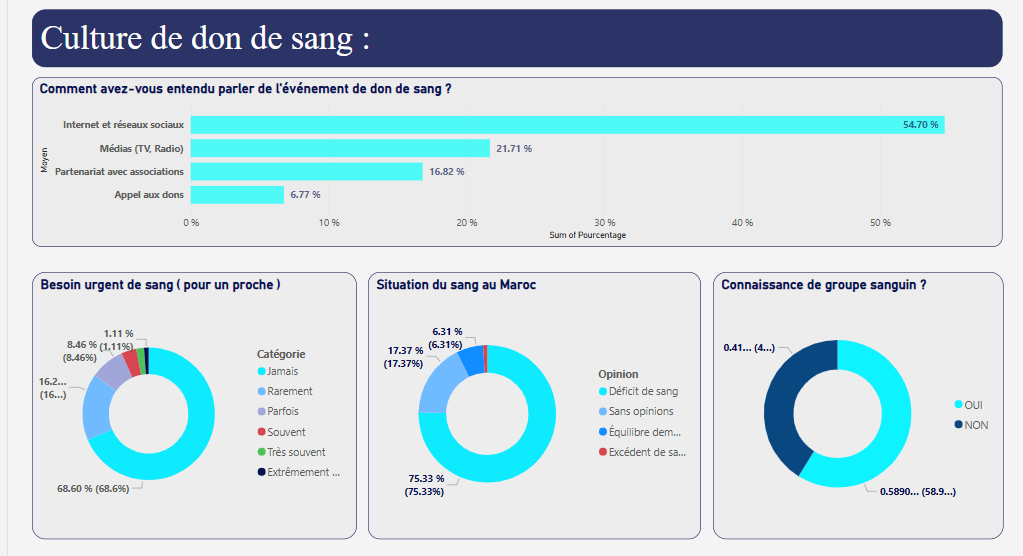 Culture de don de sang :
Comment avez-vous entendu parler de l'événement de don de sang ?
Moyen
Internet et réseaux sociaux 54.70 %
Médias (TV, Radio) 21.71 %
Partenariat avec associations 16.82 %
Appel aux dons 6.77 %
0 % 10 % 20 % 30 % 40 % 50 %
Sum of Pourcentage
Besoin urgent de sang ( pour un proche )
1.11 %
(1.11%)
8.46 %
(8.46%)
16.2...
(16...)
68.60 % (68.6%)
Catégorie
Jamais
Rarement
Parfois
Souvent
Très souvent
Extrêmement ...
Situation du sang au Maroc
6.31 %
(6.31%)
17.37 %
(17.37%)
75.33 %
(75.33%)
Opinion
Déficit de sang
Sans opinions
Équilibre dem...
Excédent de sa...
Connaissance de groupe sanguin ?
0.41... (4...)
0.5890... (58.9...)
OUI
NON